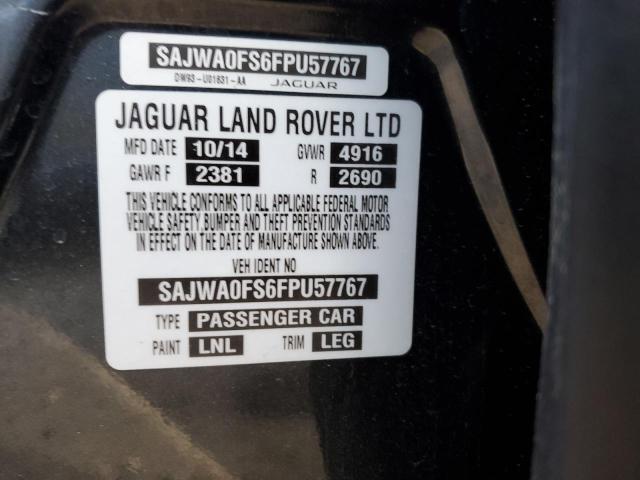 SAJWA0FS6FPU57767
DW93-U01631-AA JAGUAR
JAGUAR LAND ROVER LTD
MFD DATE 10/14 GVWR 4916
GAWR F 2381 R 2690
THIS VEHICLE CONFORMS TO ALL APPLICABLE FEDERAL MOTOR
VEHICLE SAFETY, BUMPER AND THEFT PREVENTION STANDARDS
IN EFFECT ON THE DATE OF MANUFACTURE SHOWN ABOVE.
VEH IDENT NO
SAJWA0FS6FPU57767
TYPE PASSENGER CAR
PAINT LNL TRIM LEG